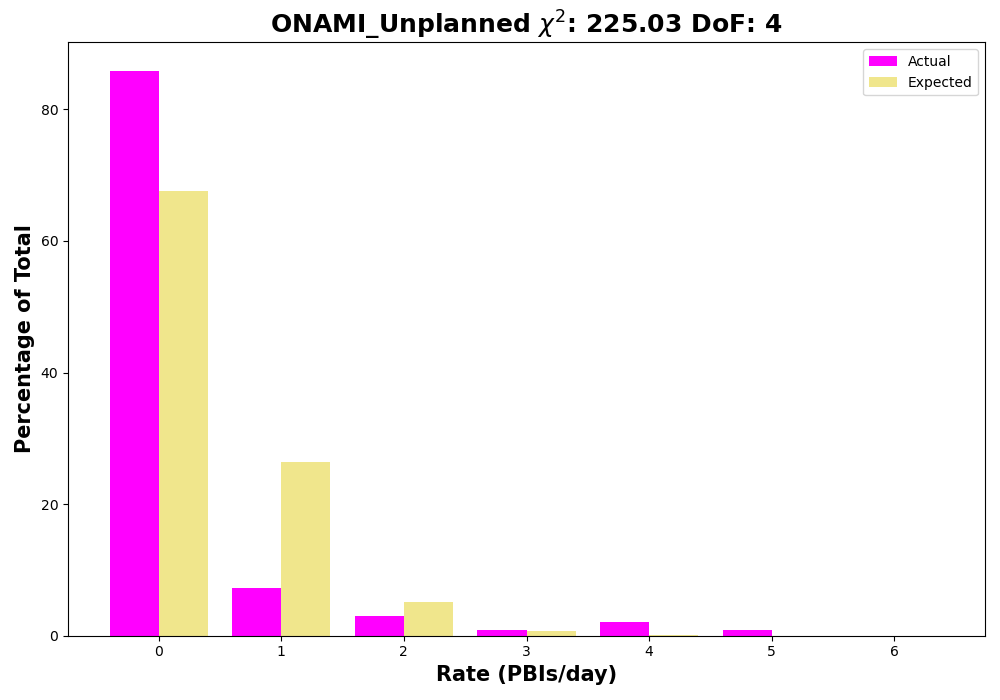 ONAMI_Unplanned χ²: 225.03 DoF: 4
Actual
Expected
Percentage of Total
80
60
40
20
0
0 1 2 3 4 5 6
Rate (PBIs/day)